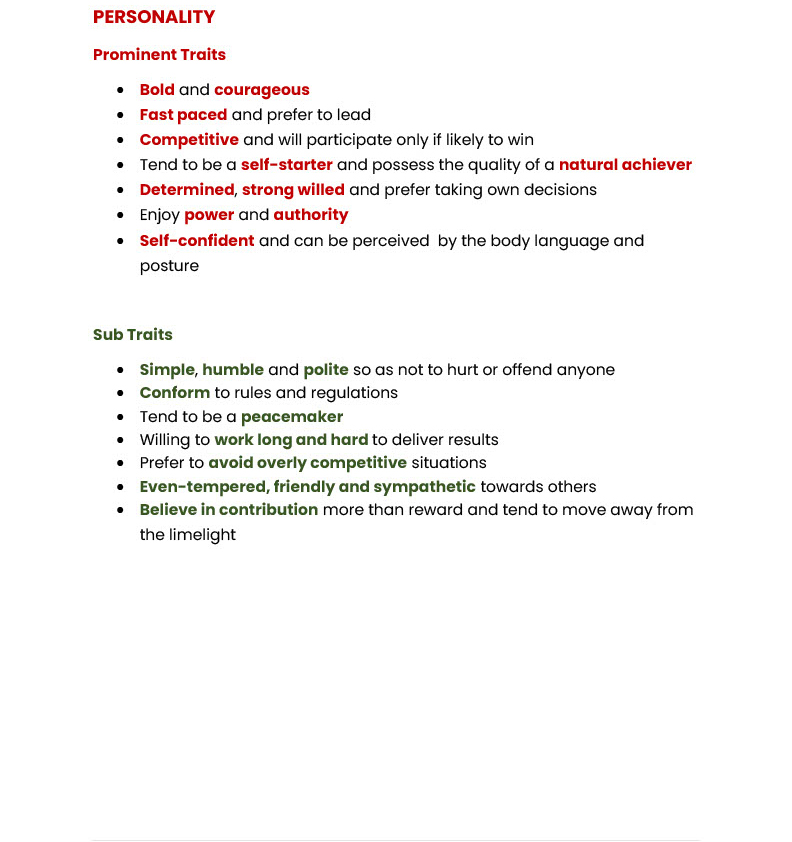 PERSONALITY
Prominent Traits
• Bold and courageous
• Fast paced and prefer to lead
• Competitive and will participate only if likely to win
• Tend to be a self-starter and possess the quality of a natural achiever
• Determined, strong willed and prefer taking own decisions
• Enjoy power and authority
• Self-confident and can be perceived  by the body language and
posture
Sub Traits
• Simple, humble and polite so as not to hurt or offend anyone
• Conform to rules and regulations
• Tend to be a peacemaker
• Willing to work long and hard to deliver results
• Prefer to avoid overly competitive situations
• Even-tempered, friendly and sympathetic towards others
• Believe in contribution more than reward and tend to move away from
the limelight